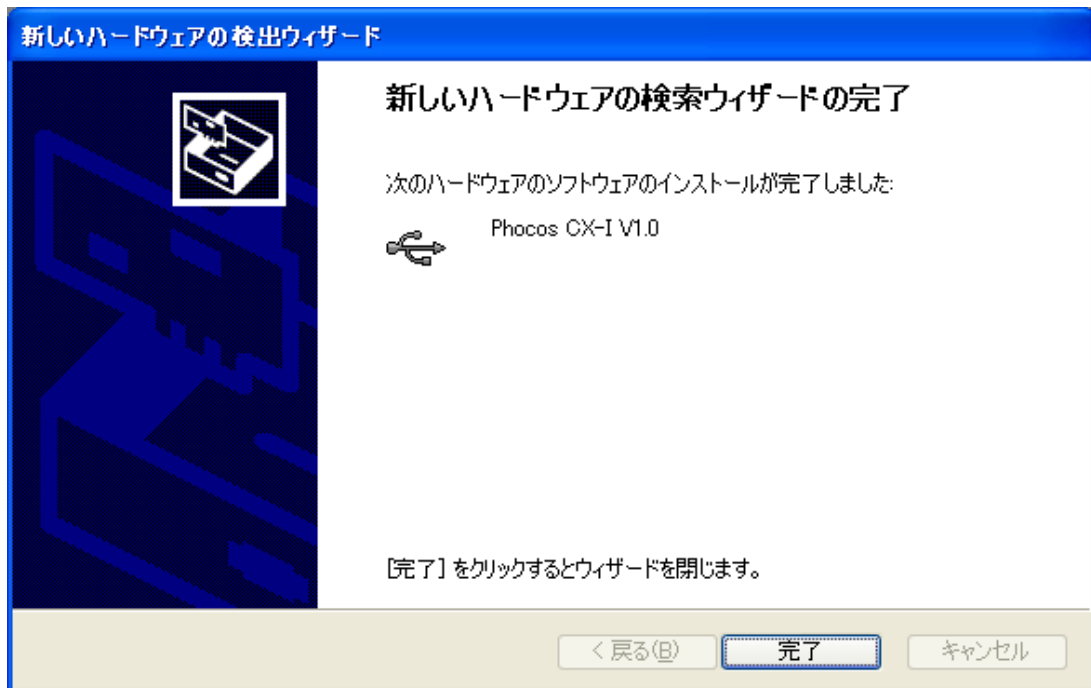 新しいハードウェアの検出ウィザード
新しいハードウェアの検索ウィザードの完了
次のハードウェアのソフトウェアのインストールが完了しました:
Phocos CX-I V1.0
[完了] をクリックするとウィザードを閉じます。
< 戻る(B)
完了
キャンセル